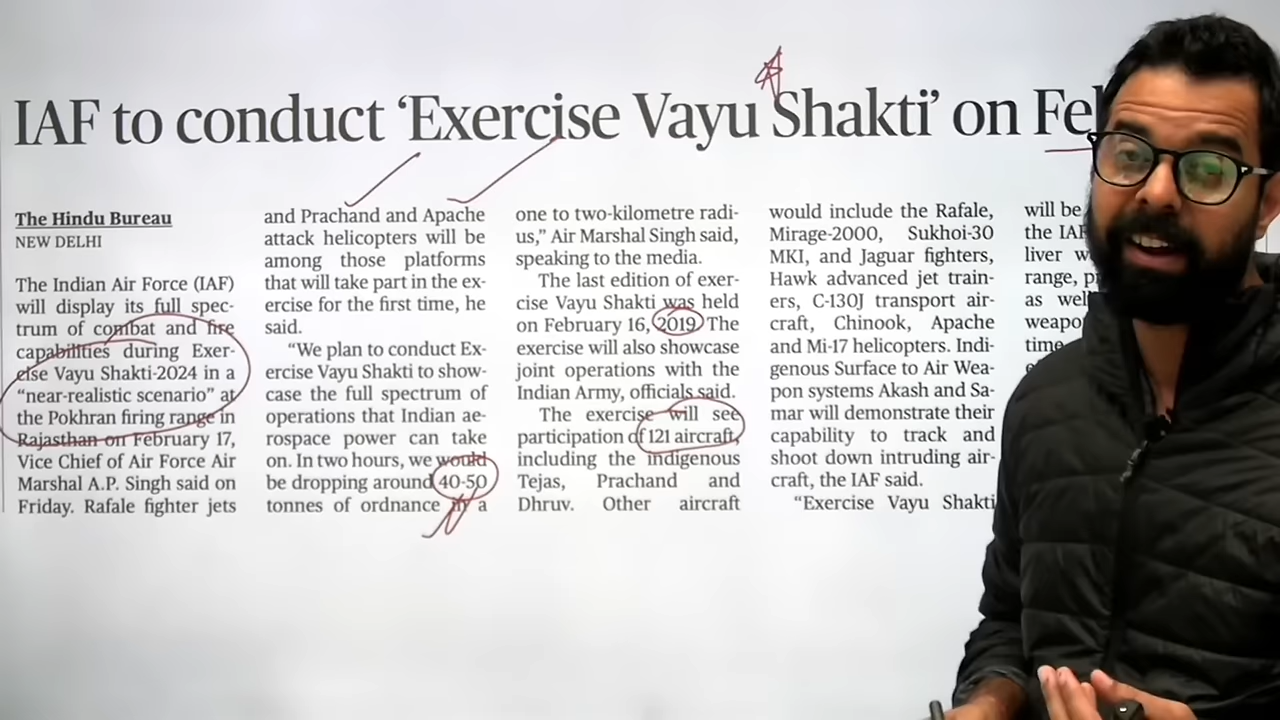 IAF to conduct ‘Exercise Vayu Shakti’ on
The Hindu Bureau
NEW DELHI
The Indian Air Force (IAF)
will display its full spec-
trum of combat and fire
capabilities during Exer-
cise Vayu Shakti-2024 in a
“near-realistic scenario” at
the Pokhran firing range in
Rajasthan on February 17,
Vice Chief of Air Force Air
Marshal A.P. Singh said on
Friday. Rafale fighter jets
and Prachand and Apache
attack helicopters will be
among those platforms
that will take part in the ex-
ercise for the first time, he
said.
“We plan to conduct Ex-
ercise Vayu Shakti to show-
case the full spectrum of
operations that Indian ae-
rospace power can take
on. In two hours, we would
be dropping around 40-50
tonnes of ordnance in a
one to two-kilometre radi-
us,” Air Marshal Singh said,
speaking to the media.
The last edition of exer-
cise Vayu Shakti was held
on February 16, 2019. The
exercise will also showcase
joint operations with the
Indian Army, officials said.
The exercise will see
participation of 121 aircraft,
including the indigenous
Tejas, Prachand and
Dhruv. Other aircraft
would include the Rafale,
Mirage-2000, Sukhoi-30
MKI, and Jaguar fighters,
Hawk advanced jet train-
ers, C-130J transport air-
craft, Chinook, Apache
and Mi-17 helicopters. Indi-
genous Surface to Air Wea-
pon systems Akash and Sa-
mar will demonstrate their
capability to track and
shoot down intruding air-
craft, the IAF said.
“Exercise Vayu Shakti
will be
the IAF
liver
range,
as well
time